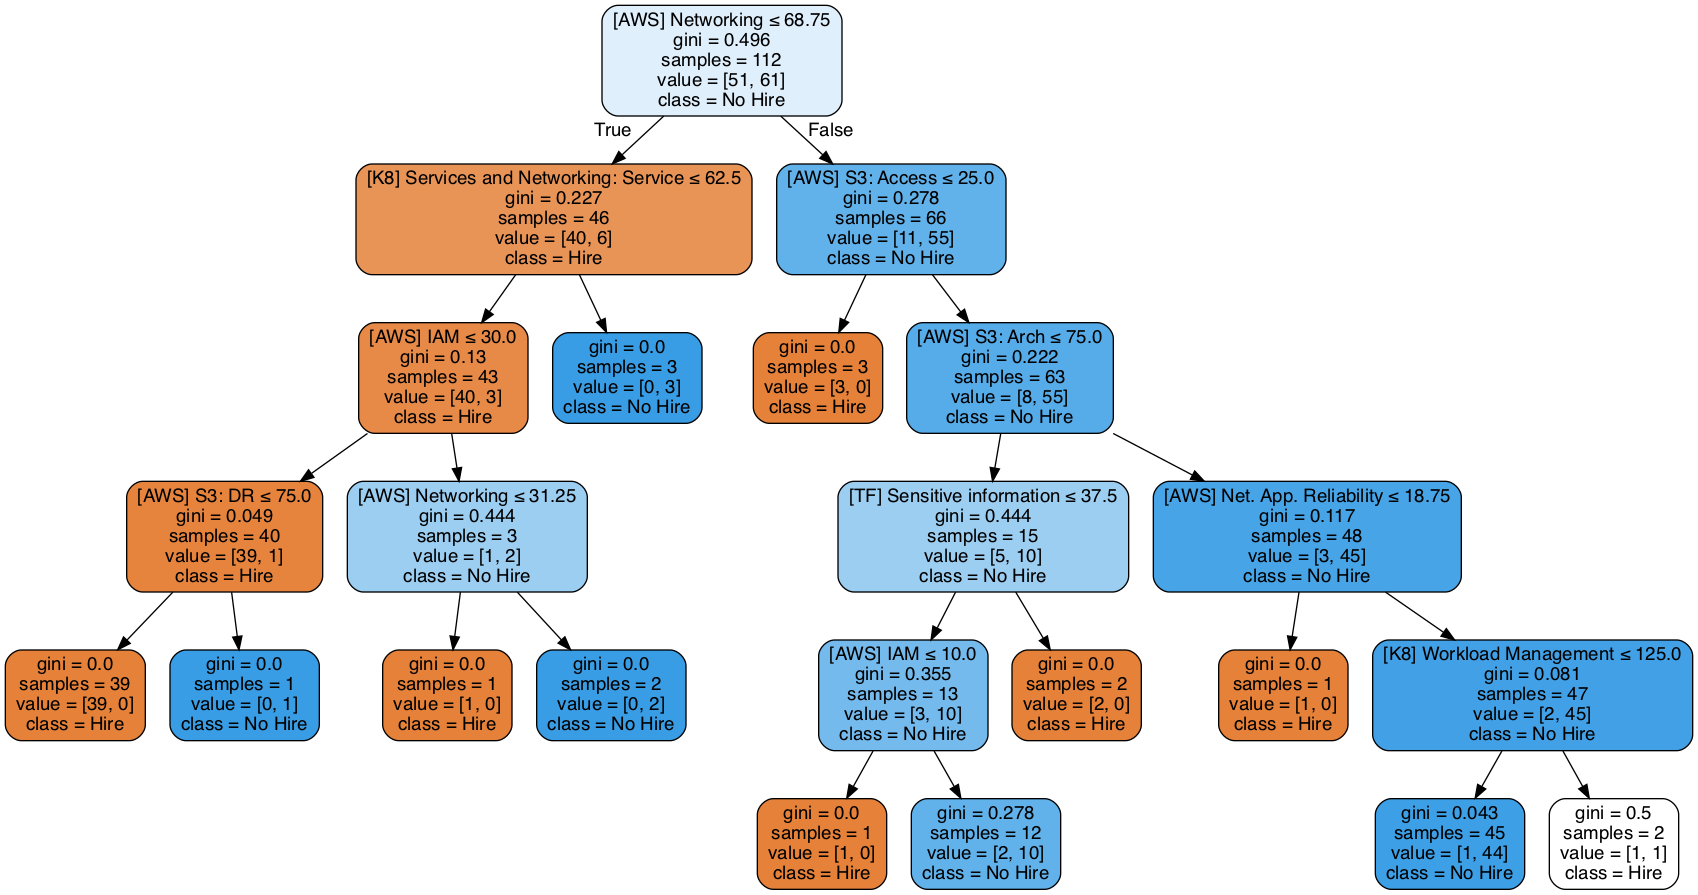 [AWS] Networking ≤ 68.75
gini = 0.496
samples = 112
value = [51, 61]
class = No Hire
True
False
[K8] Services and Networking: Service ≤ 62.5
gini = 0.227
samples = 46
value = [40, 6]
class = Hire
[AWS] S3: Access ≤ 25.0
gini = 0.278
samples = 66
value = [11, 55]
class = No Hire
[AWS] IAM ≤ 30.0
gini = 0.13
samples = 43
value = [40, 3]
class = Hire
gini = 0.0
samples = 3
value = [0, 3]
class = No Hire
gini = 0.0
samples = 3
value = [3, 0]
class = Hire
[AWS] S3: Arch ≤ 75.0
gini = 0.222
samples = 63
value = [8, 55]
class = No Hire
[AWS] S3: DR ≤ 75.0
gini = 0.049
samples = 40
value = [39, 1]
class = Hire
[AWS] Networking ≤ 31.25
gini = 0.444
samples = 3
value = [1, 2]
class = No Hire
[TF] Sensitive information ≤ 37.5
gini = 0.444
samples = 15
value = [5, 10]
class = No Hire
[AWS] Net. App. Reliability ≤ 18.75
gini = 0.117
samples = 48
value = [3, 45]
class = No Hire
gini = 0.0
samples = 39
value = [39, 0]
class = Hire
gini = 0.0
samples = 1
value = [0, 1]
class = No Hire
gini = 0.0
samples = 1
value = [1, 0]
class = Hire
gini = 0.0
samples = 2
value = [0, 2]
class = No Hire
[AWS] IAM ≤ 10.0
gini = 0.355
samples = 13
value = [3, 10]
class = No Hire
gini = 0.0
samples = 2
value = [2, 0]
class = Hire
gini = 0.0
samples = 1
value = [1, 0]
class = Hire
[K8] Workload Management ≤ 125.0
gini = 0.081
samples = 47
value = [2, 45]
class = No Hire
gini = 0.0
samples = 1
value = [1, 0]
class = Hire
gini = 0.278
samples = 12
value = [2, 10]
class = No Hire
gini = 0.043
samples = 45
value = [1, 44]
class = No Hire
gini = 0.5
samples = 2
value = [1, 1]
class = Hire